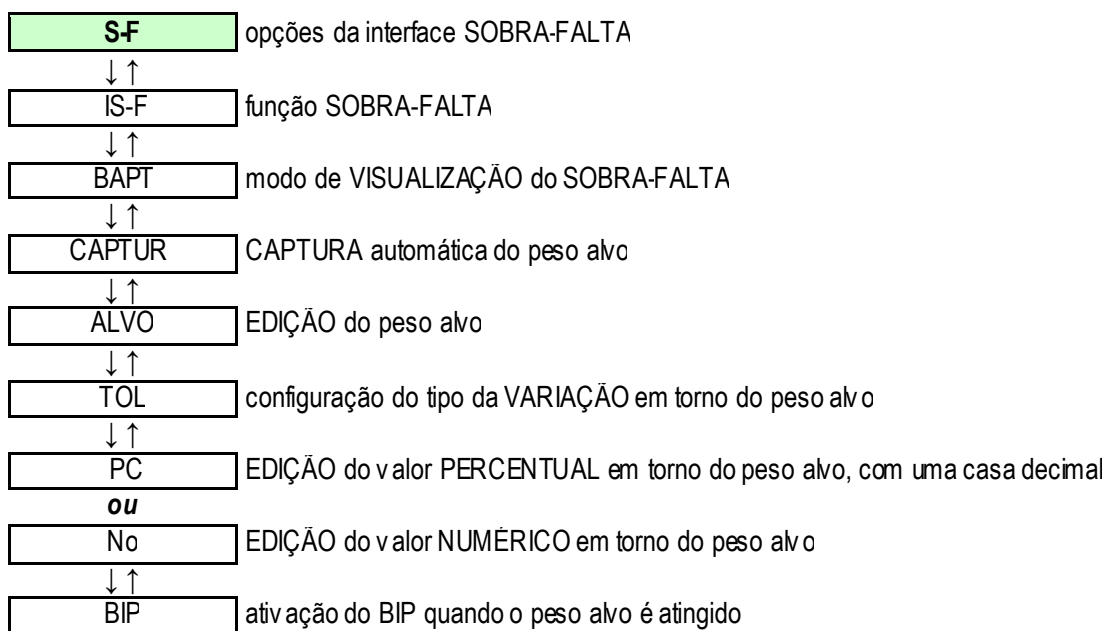 S-F opções da interface SOBRA-FALTA
↓↑
IS-F função SOBRA-FALTA
↓↑
BAPT modo de VISUALIZAÇÃO do SOBRA-FALTA
↓↑
CAPTUR CAPTURA automática do peso alvo
↓↑
ALVO EDIÇÃO do peso alvo
↓↑
TOL configuração do tipo da VARIAÇÃO em torno do peso alvo
↓↑
PC EDIÇÃO do valor PERCENTUAL em torno do peso alvo, com uma casa decimal
ou
No EDIÇÃO do valor NUMÉRICO em torno do peso alvo
↓↑
BIP ativação do BIP quando o peso alvo é atingido